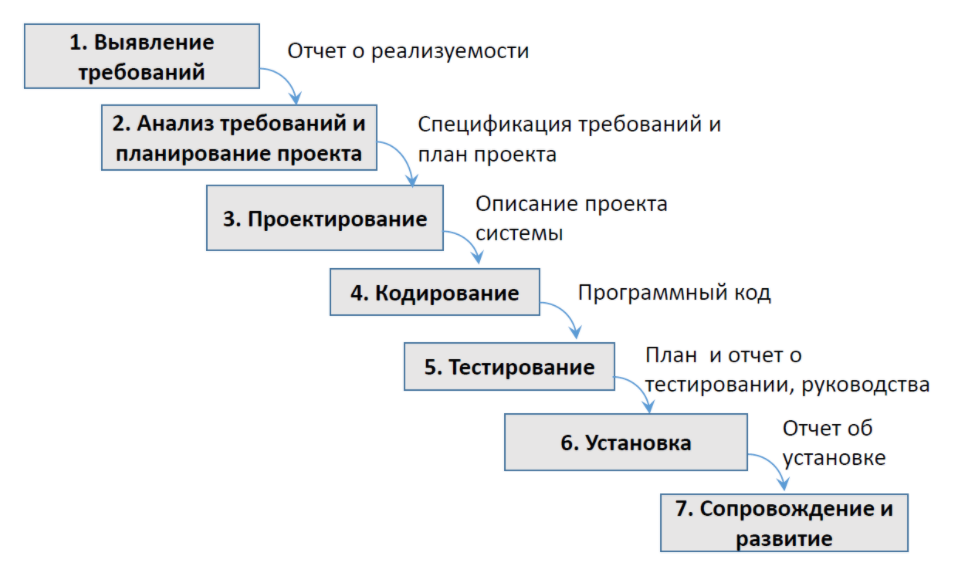 1. Выявление
требований
Отчет о реализуемости
2. Анализ требований и
планирование проекта
Спецификация требований и
план проекта
3. Проектирование
Описание проекта
системы
4. Кодирование
Программный код
5. Тестирование
План и отчет о
тестировании, руководства
6. Установка
Отчет об
установке
7. Сопровождение и
развитие